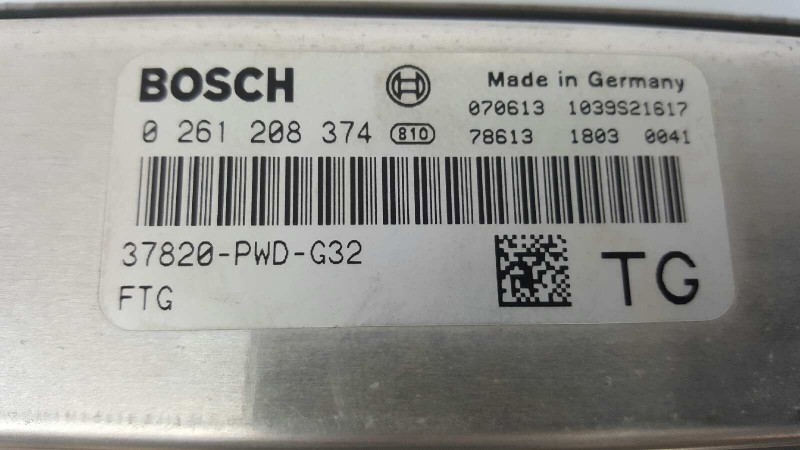 BOSCH
Made in Germany
070613 1039S21617
0 261 208 374 810
78613 1803 0041
37820-PWD-G32
FTG
TG